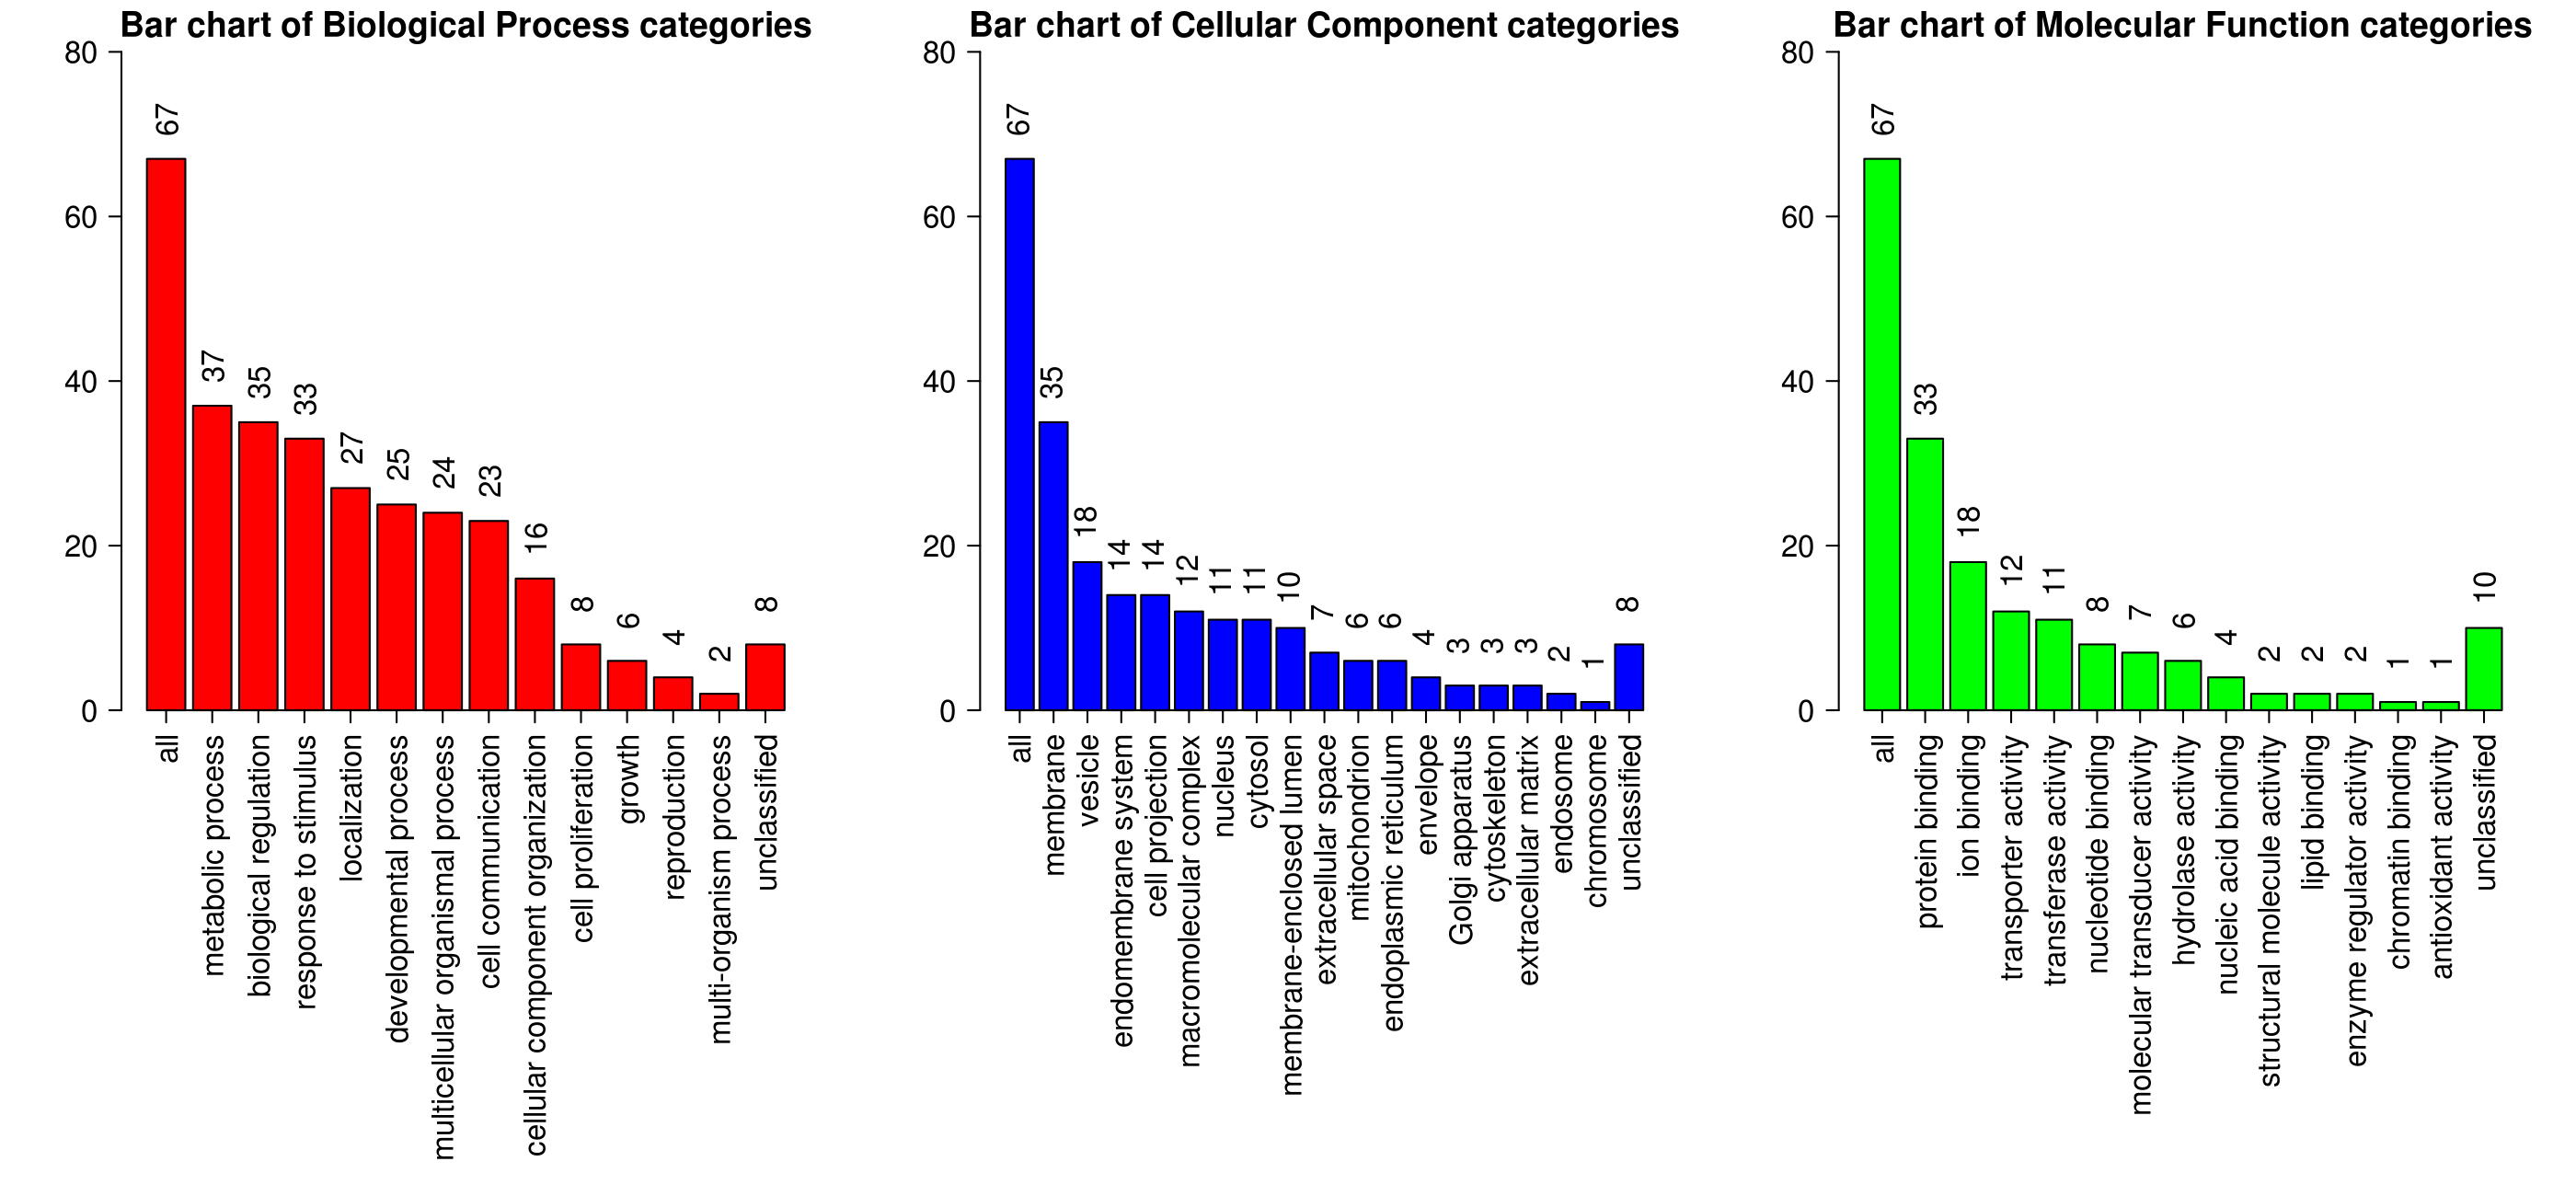 Bar chart of Biological Process categories
80
60
40
20
0
67
37
35
33
27
25
24
23
16
8
6
4
2
8
all
metabolic process
biological regulation
response to stimulus
localization
developmental process
multicellular organismal process
cell communication
cellular component organization
cell proliferation
growth
reproduction
multi-organism process
unclassified
Bar chart of Cellular Component categories
80
60
40
20
0
67
35
18
14
14
12
11
11
10
7
6
6
4
3
3
3
2
1
8
all
membrane
vesicle
endomembrane system
cell projection
macromolecular complex
nucleus
cytosol
membrane-enclosed lumen
extracellular space
mitochondrion
endoplasmic reticulum
envelope
Golgi apparatus
cytoskeleton
extracellular matrix
endosome
chromosome
unclassified
Bar chart of Molecular Function categories
80
60
40
20
0
67
33
18
12
11
8
7
6
4
2
2
2
1
1
10
all
protein binding
ion binding
transporter activity
transferase activity
nucleotide binding
molecular transducer activity
hydrolase activity
nucleic acid binding
structural molecule activity
lipid binding
enzyme regulator activity
chromatin binding
antioxidant activity
unclassified